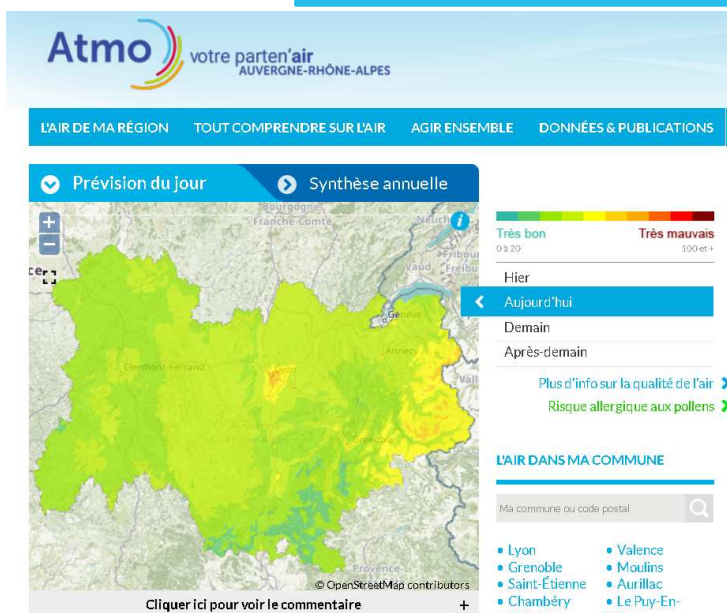 Atmo
votre parten'air
AUVERGNE-RHÔNE-ALPES
L'AIR DE MA RÉGION TOUT COMPRENDRE SUR L'AIR AGIR ENSEMBLE DONNÉES & PUBLICATIONS
Prévision du jour
Synthèse annuelle
Bourgogne
Franche-Comté
+
−
i
Vaud
Genève
Annecy
Clermont-Ferrand
Lyon
Grenoble
Provence
© OpenStreetMap contributors
Cliquer ici pour voir le commentaire +
Très bon Très mauvais
0 à 20 100 et +
Hier
Aujourd'hui
Demain
Après-demain
Plus d'info sur la qualité de l'air
Risque allergique aux pollens
L'AIR DANS MA COMMUNE
Ma commune ou code postal
• Lyon
• Grenoble
• Saint-Étienne
• Chambéry
• Valence
• Moulins
• Aurillac
• Le Puy-En-